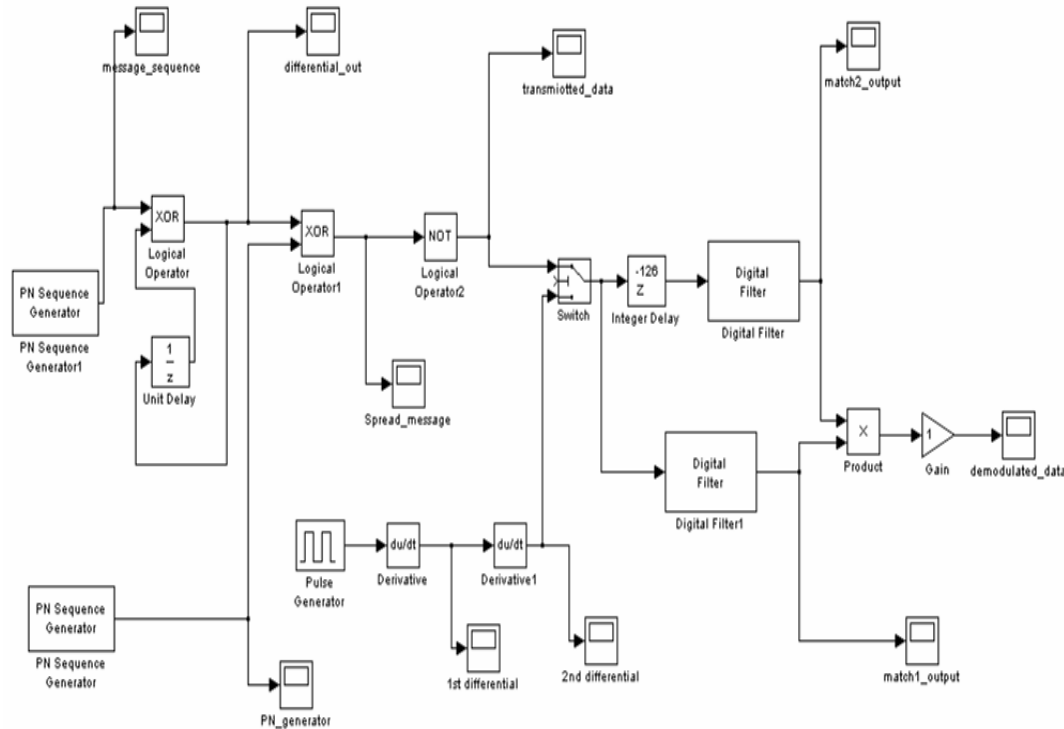 message_sequence
differential_out
transmiotted_data
match2_output
XOR
Logical
Operator
XOR
Logical
Operator1
NOT
Logical
Operator2
PN Sequence
Generator
PN Sequence
Generator1
1
z
Unit Delay
Spread_message
Switch
-126
Z
Integer Delay
Digital
Filter
Digital Filter
Digital
Filter
Digital Filter1
X
Product
1
Gain
demodulated_data
Pulse
Generator
du/dt
Derivative
du/dt
Derivative1
PN Sequence
Generator
PN Sequence
Generator
PN_generator
1st differential
2nd differential
match1_output